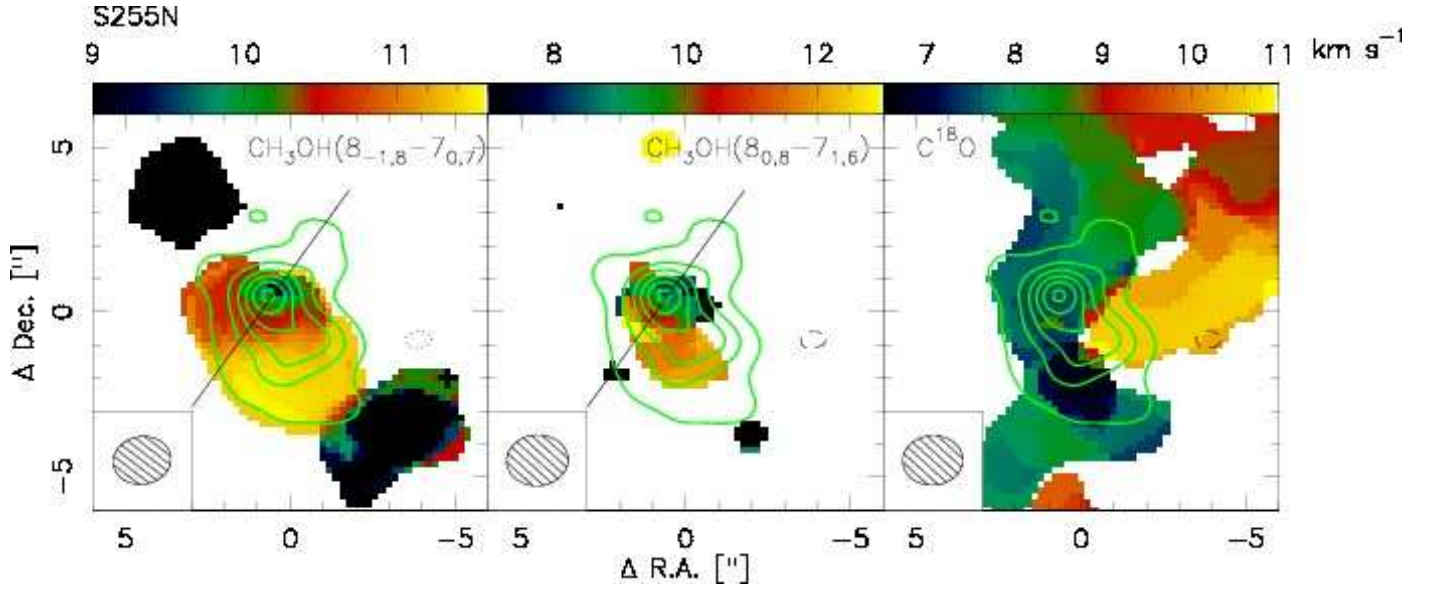 S255N
9 10 11 8 10 12 7 8 9 10 11 km s⁻¹
CH₃OH(8₋₁,₈−7₀,₇) CH₃OH(8₀,₈−7₁,₆) C¹⁸O
5
0
−5
Δ Dec. ["]
5 0 −5 5 0 −5 5 0 −5
Δ R.A. ["]